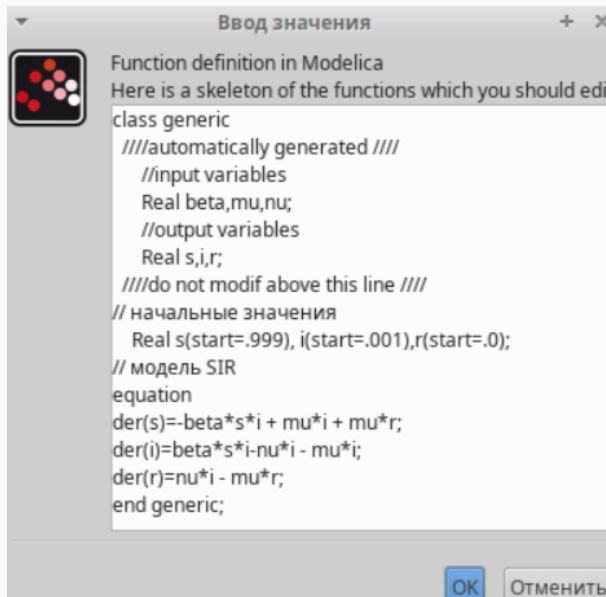 Ввод значения
Function definition in Modelica
Here is a skeleton of the functions which you should edi
class generic
////automatically generated ////
//input variables
Real beta,mu,nu;
//output variables
Real s,i,r;
////do not modif above this line ////
// начальные значения
Real s(start=.999), i(start=.001),r(start=.0);
// модель SIR
equation
der(s)=-beta*s*i + mu*i + mu*r;
der(i)=beta*s*i-nu*i - mu*i;
der(r)=nu*i - mu*r;
end generic;
OK Отменить